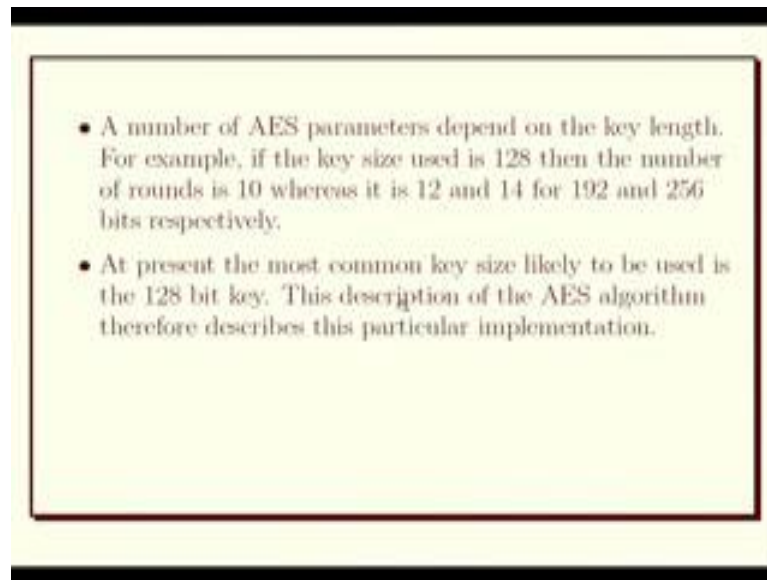 • A number of AES parameters depend on the key length.
For example, if the key size used is 128 then the number
of rounds is 10 whereas it is 12 and 14 for 192 and 256
bits respectively.
• At present the most common key size likely to be used is
the 128 bit key. This description of the AES algorithm
therefore describes this particular implementation.